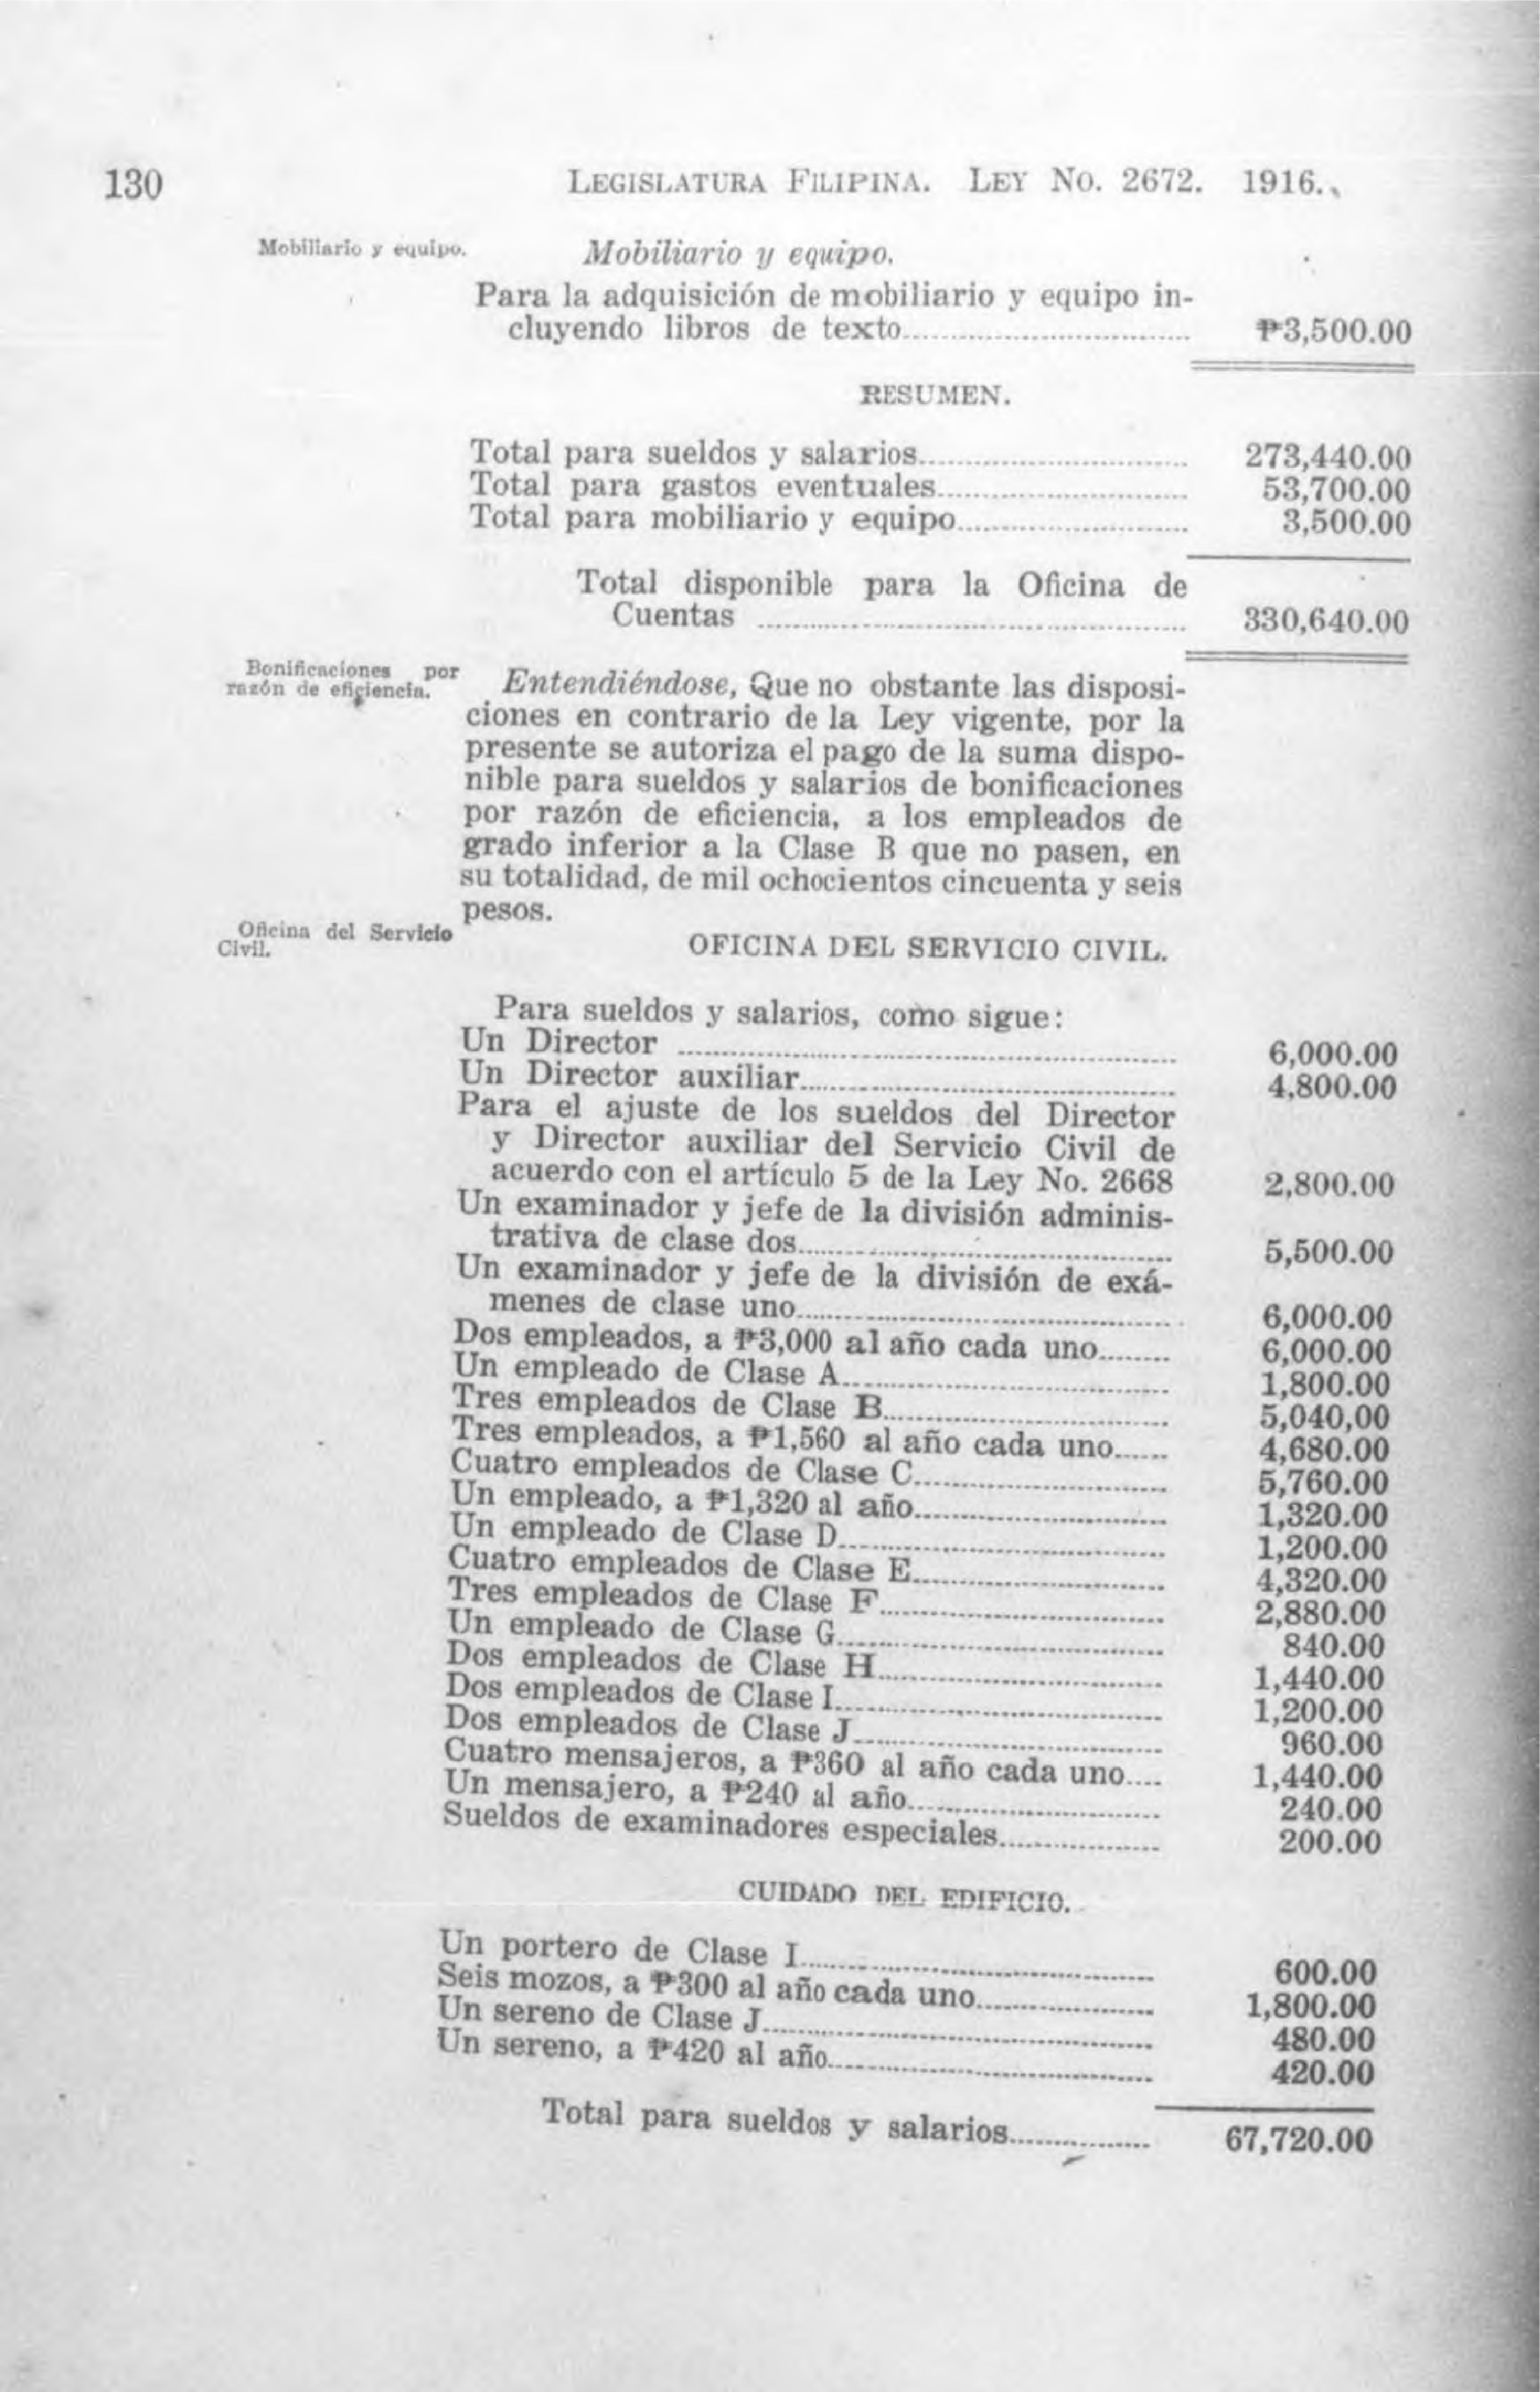 130 LEGISLATURA FILIPINA. LEY No. 2672. 1916.
Mobiliario y equipo.
Mobiliario y equipo.
Para la adquisición de mobiliario y equipo in-
cluyendo libros de texto ₱3,500.00
RESUMEN.
Total para sueldos y salarios 273,440.00
Total para gastos eventuales 53,700.00
Total para mobiliario y equipo 3,500.00
Total disponible para la Oficina de
Cuentas 330,640.00
Bonificaciones por
razón de eficiencia.
Entendiéndose, Que no obstante las disposi-
ciones en contrario de la Ley vigente, por la
presente se autoriza el pago de la suma dispo-
nible para sueldos y salarios de bonificaciones
por razón de eficiencia, a los empleados de
grado inferior a la Clase B que no pasen, en
su totalidad, de mil ochocientos cincuenta y seis
pesos.
Oficina del Servicio
Civil.
OFICINA DEL SERVICIO CIVIL.
Para sueldos y salarios, como sigue:
Un Director 6,000.00
Un Director auxiliar 4,800.00
Para el ajuste de los sueldos del Director
y Director auxiliar del Servicio Civil de
acuerdo con el artículo 5 de la Ley No. 2668 2,800.00
Un examinador y jefe de la división adminis-
trativa de clase dos 5,500.00
Un examinador y jefe de la división de exá-
menes de clase uno 6,000.00
Dos empleados, a ₱3,000 al año cada uno 6,000.00
Un empleado de Clase A 1,800.00
Tres empleados de Clase B 5,040,00
Tres empleados, a ₱1,560 al año cada uno 4,680.00
Cuatro empleados de Clase C 5,760.00
Un empleado, a ₱1,320 al año 1,320.00
Un empleado de Clase D 1,200.00
Cuatro empleados de Clase E 4,320.00
Tres empleados de Clase F 2,880.00
Un empleado de Clase G 840.00
Dos empleados de Clase H 1,440.00
Dos empleados de Clase I 1,200.00
Dos empleados de Clase J 960.00
Cuatro mensajeros, a ₱360 al año cada uno 1,440.00
Un mensajero, a ₱240 al año 240.00
Sueldos de examinadores especiales 200.00
CUIDADO DEL EDIFICIO.
Un portero de Clase I 600.00
Seis mozos, a ₱300 al año cada uno 1,800.00
Un sereno de Clase J 480.00
Un sereno, a ₱420 al año 420.00
Total para sueldos y salarios 67,720.00